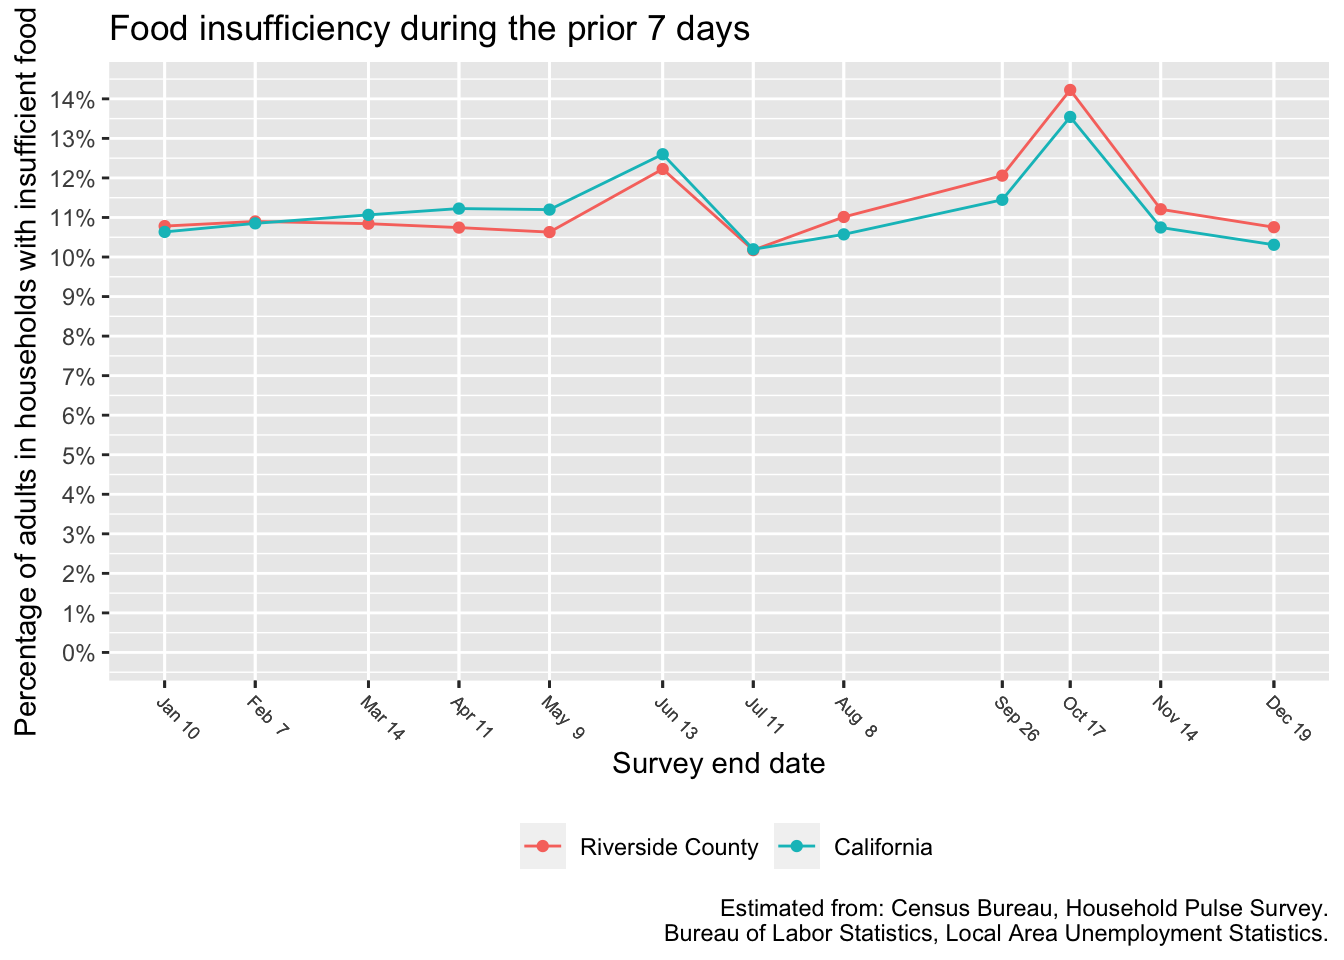 Food insufficiency during the prior 7 days
Percentage of adults in households with insufficient food
14%
13%
12%
11%
10%
9%
8%
7%
6%
5%
4%
3%
2%
1%
0%
Jan 10
Feb 7
Mar 14
Apr 11
May 9
Jun 13
Jul 11
Aug 8
Sep 26
Oct 17
Nov 14
Dec 19
Survey end date
Riverside County
California
Estimated from: Census Bureau, Household Pulse Survey.
Bureau of Labor Statistics, Local Area Unemployment Statistics.